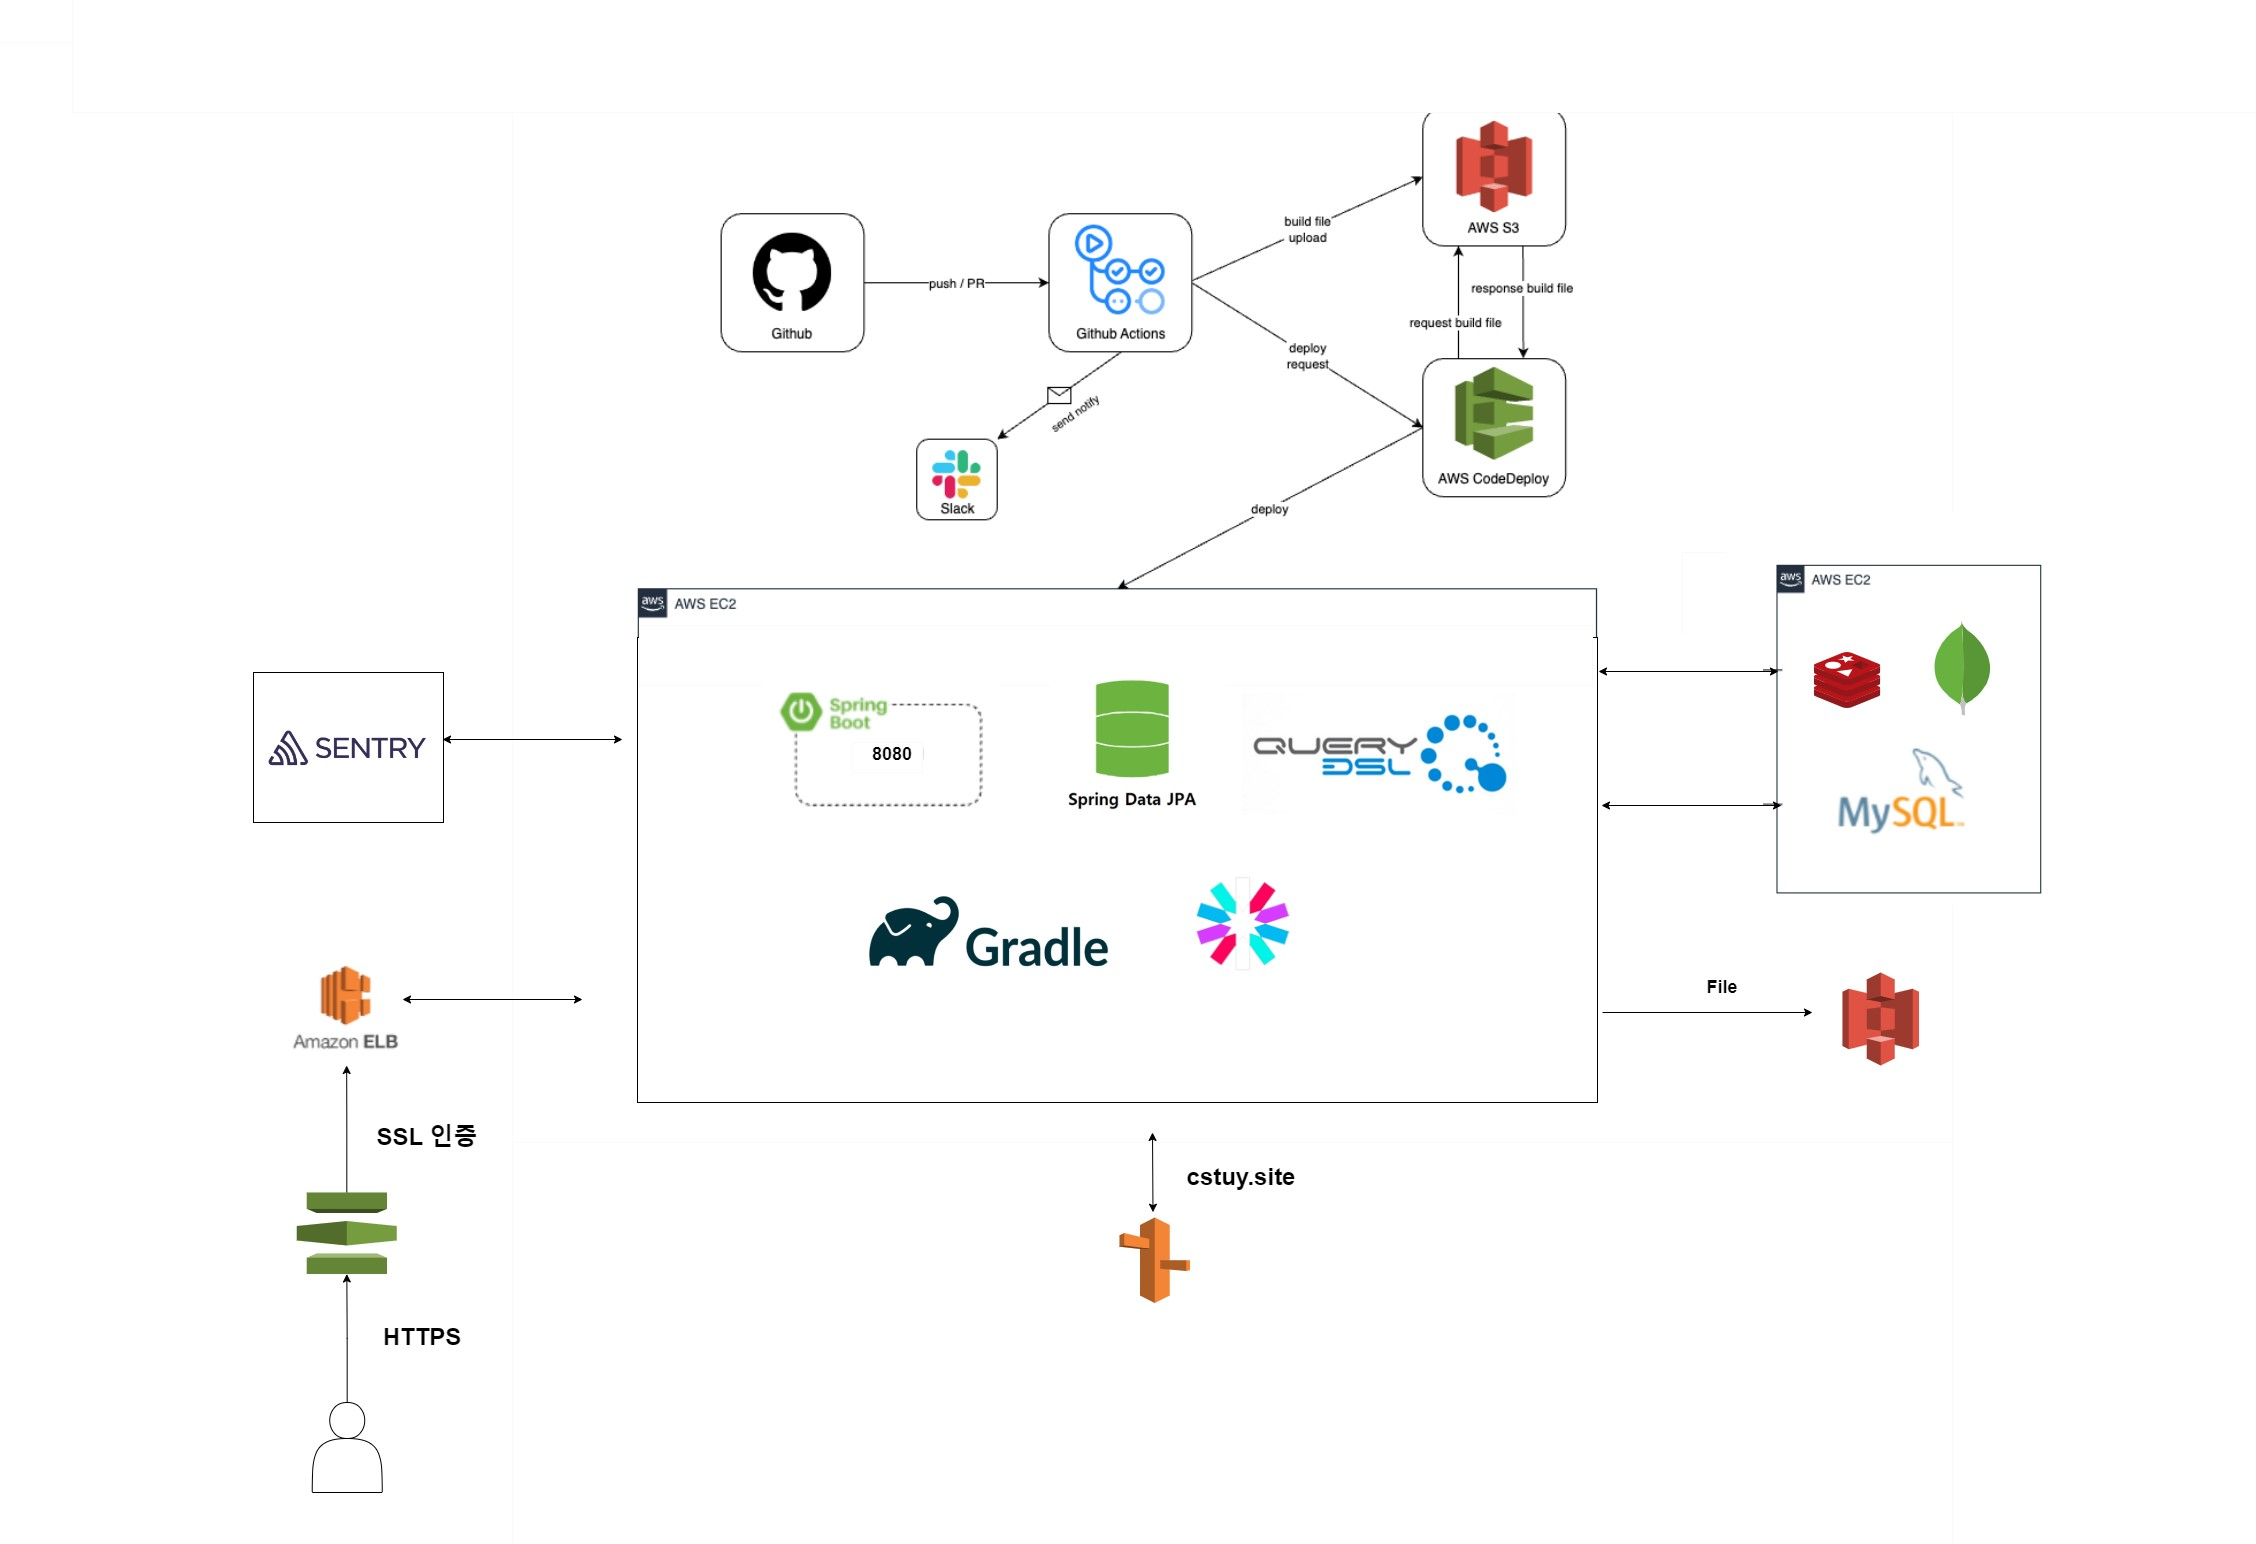 AWS S3
build file
upload
push / PR
response build file
request build file
Github
Github Actions
deploy
request
send notify
AWS CodeDeploy
Slack
deploy
aws AWS EC2
aws AWS EC2
Spring
Boot
8080
Spring Data JPA
QUERY
DSL
SENTRY
MySQL
Gradle
File
Amazon ELB
SSL 인증
cstuy.site
HTTPS